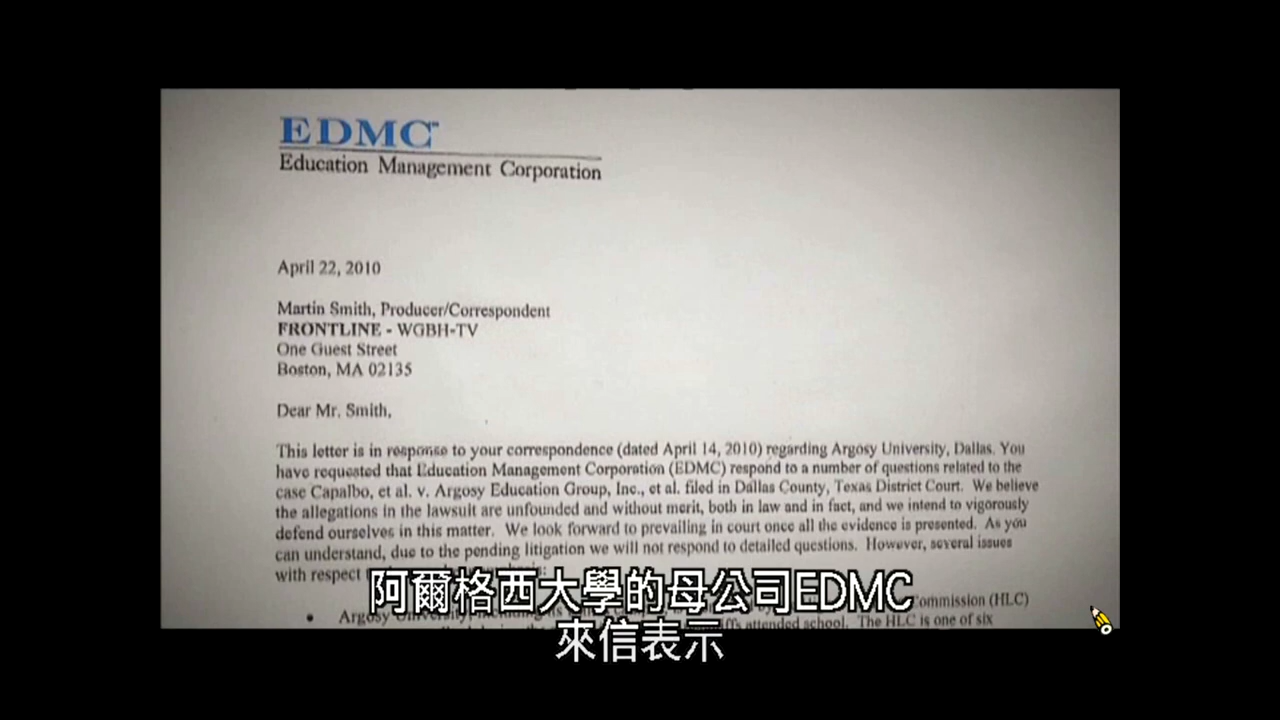 EDMC
Education Management Corporation
April 22, 2010
Martin Smith, Producer/Correspondent
FRONTLINE - WGBH-TV
One Guest Street
Boston, MA 02135
Dear Mr. Smith,
This letter is in response to your correspondence (dated April 14, 2010) regarding Argosy University, Dallas. You
have requested that Education Management Corporation (EDMC) respond to a number of questions related to the
case Capalbo, et al. v. Argosy Education Group, Inc., et al. filed in Dallas County, Texas District Court. We believe
the allegations in the lawsuit are unfounded and without merit, both in law and in fact, and we intend to vigorously
defend ourselves in this matter. We look forward to prevailing in court once all the evidence is presented. As you
can understand, due to the pending litigation we will not respond to detailed questions. However, several issues
with respect
Argosy University, including Commission (HLC)
attended school. The HLC is one of six
阿爾格西大學的母公司EDMC
來信表示